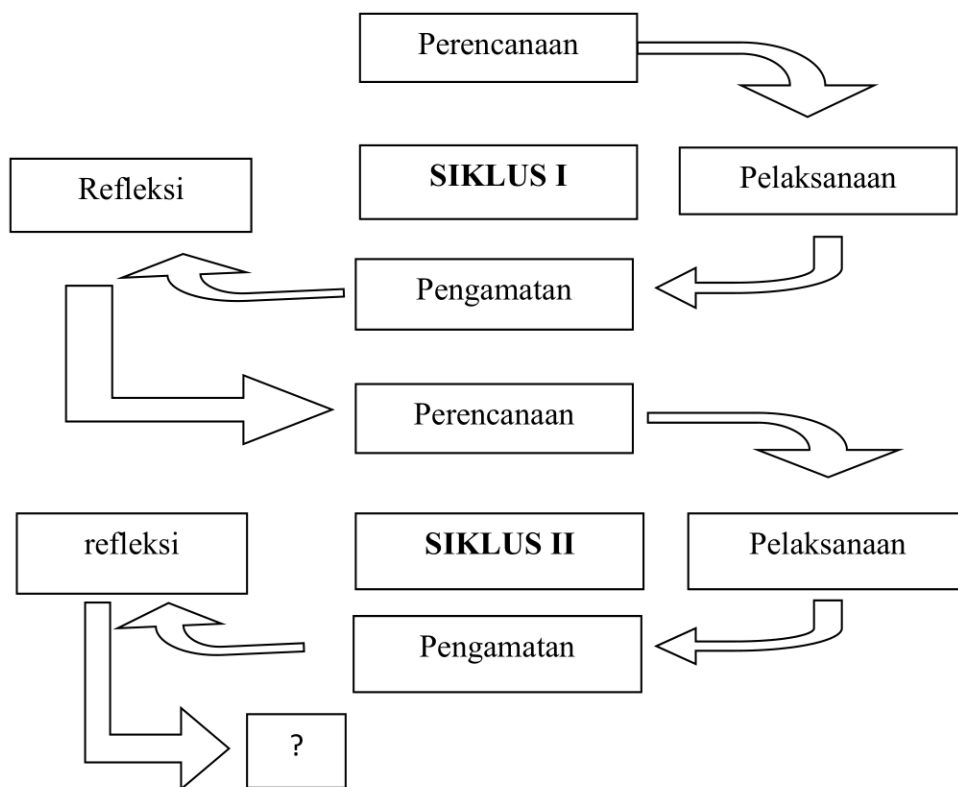 Perencanaan
Refleksi
SIKLUS I
Pelaksanaan
Pengamatan
Perencanaan
refleksi
SIKLUS II
Pelaksanaan
Pengamatan
?